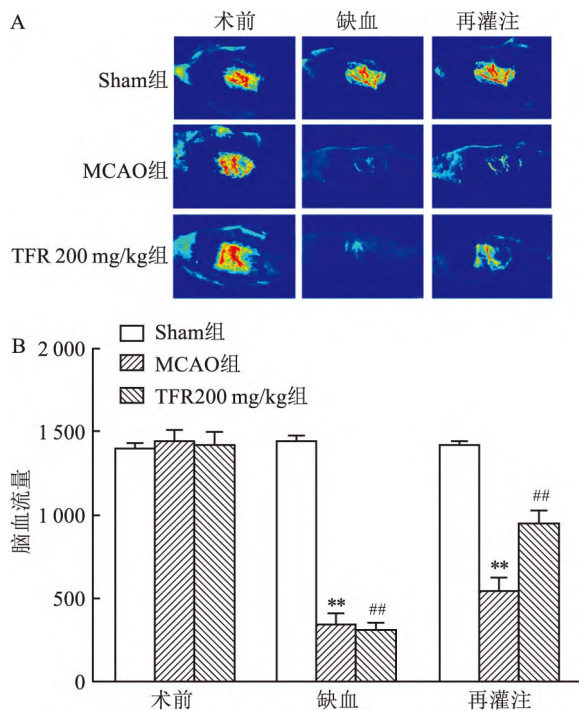 A
术前 缺血 再灌注
Sham组
MCAO组
TFR 200 mg/kg组
B
Sham组
MCAO组
TFR200 mg/kg组
脑血流量
2 000
1 500
1 000
500
0
** ## ** ##
术前 缺血 再灌注